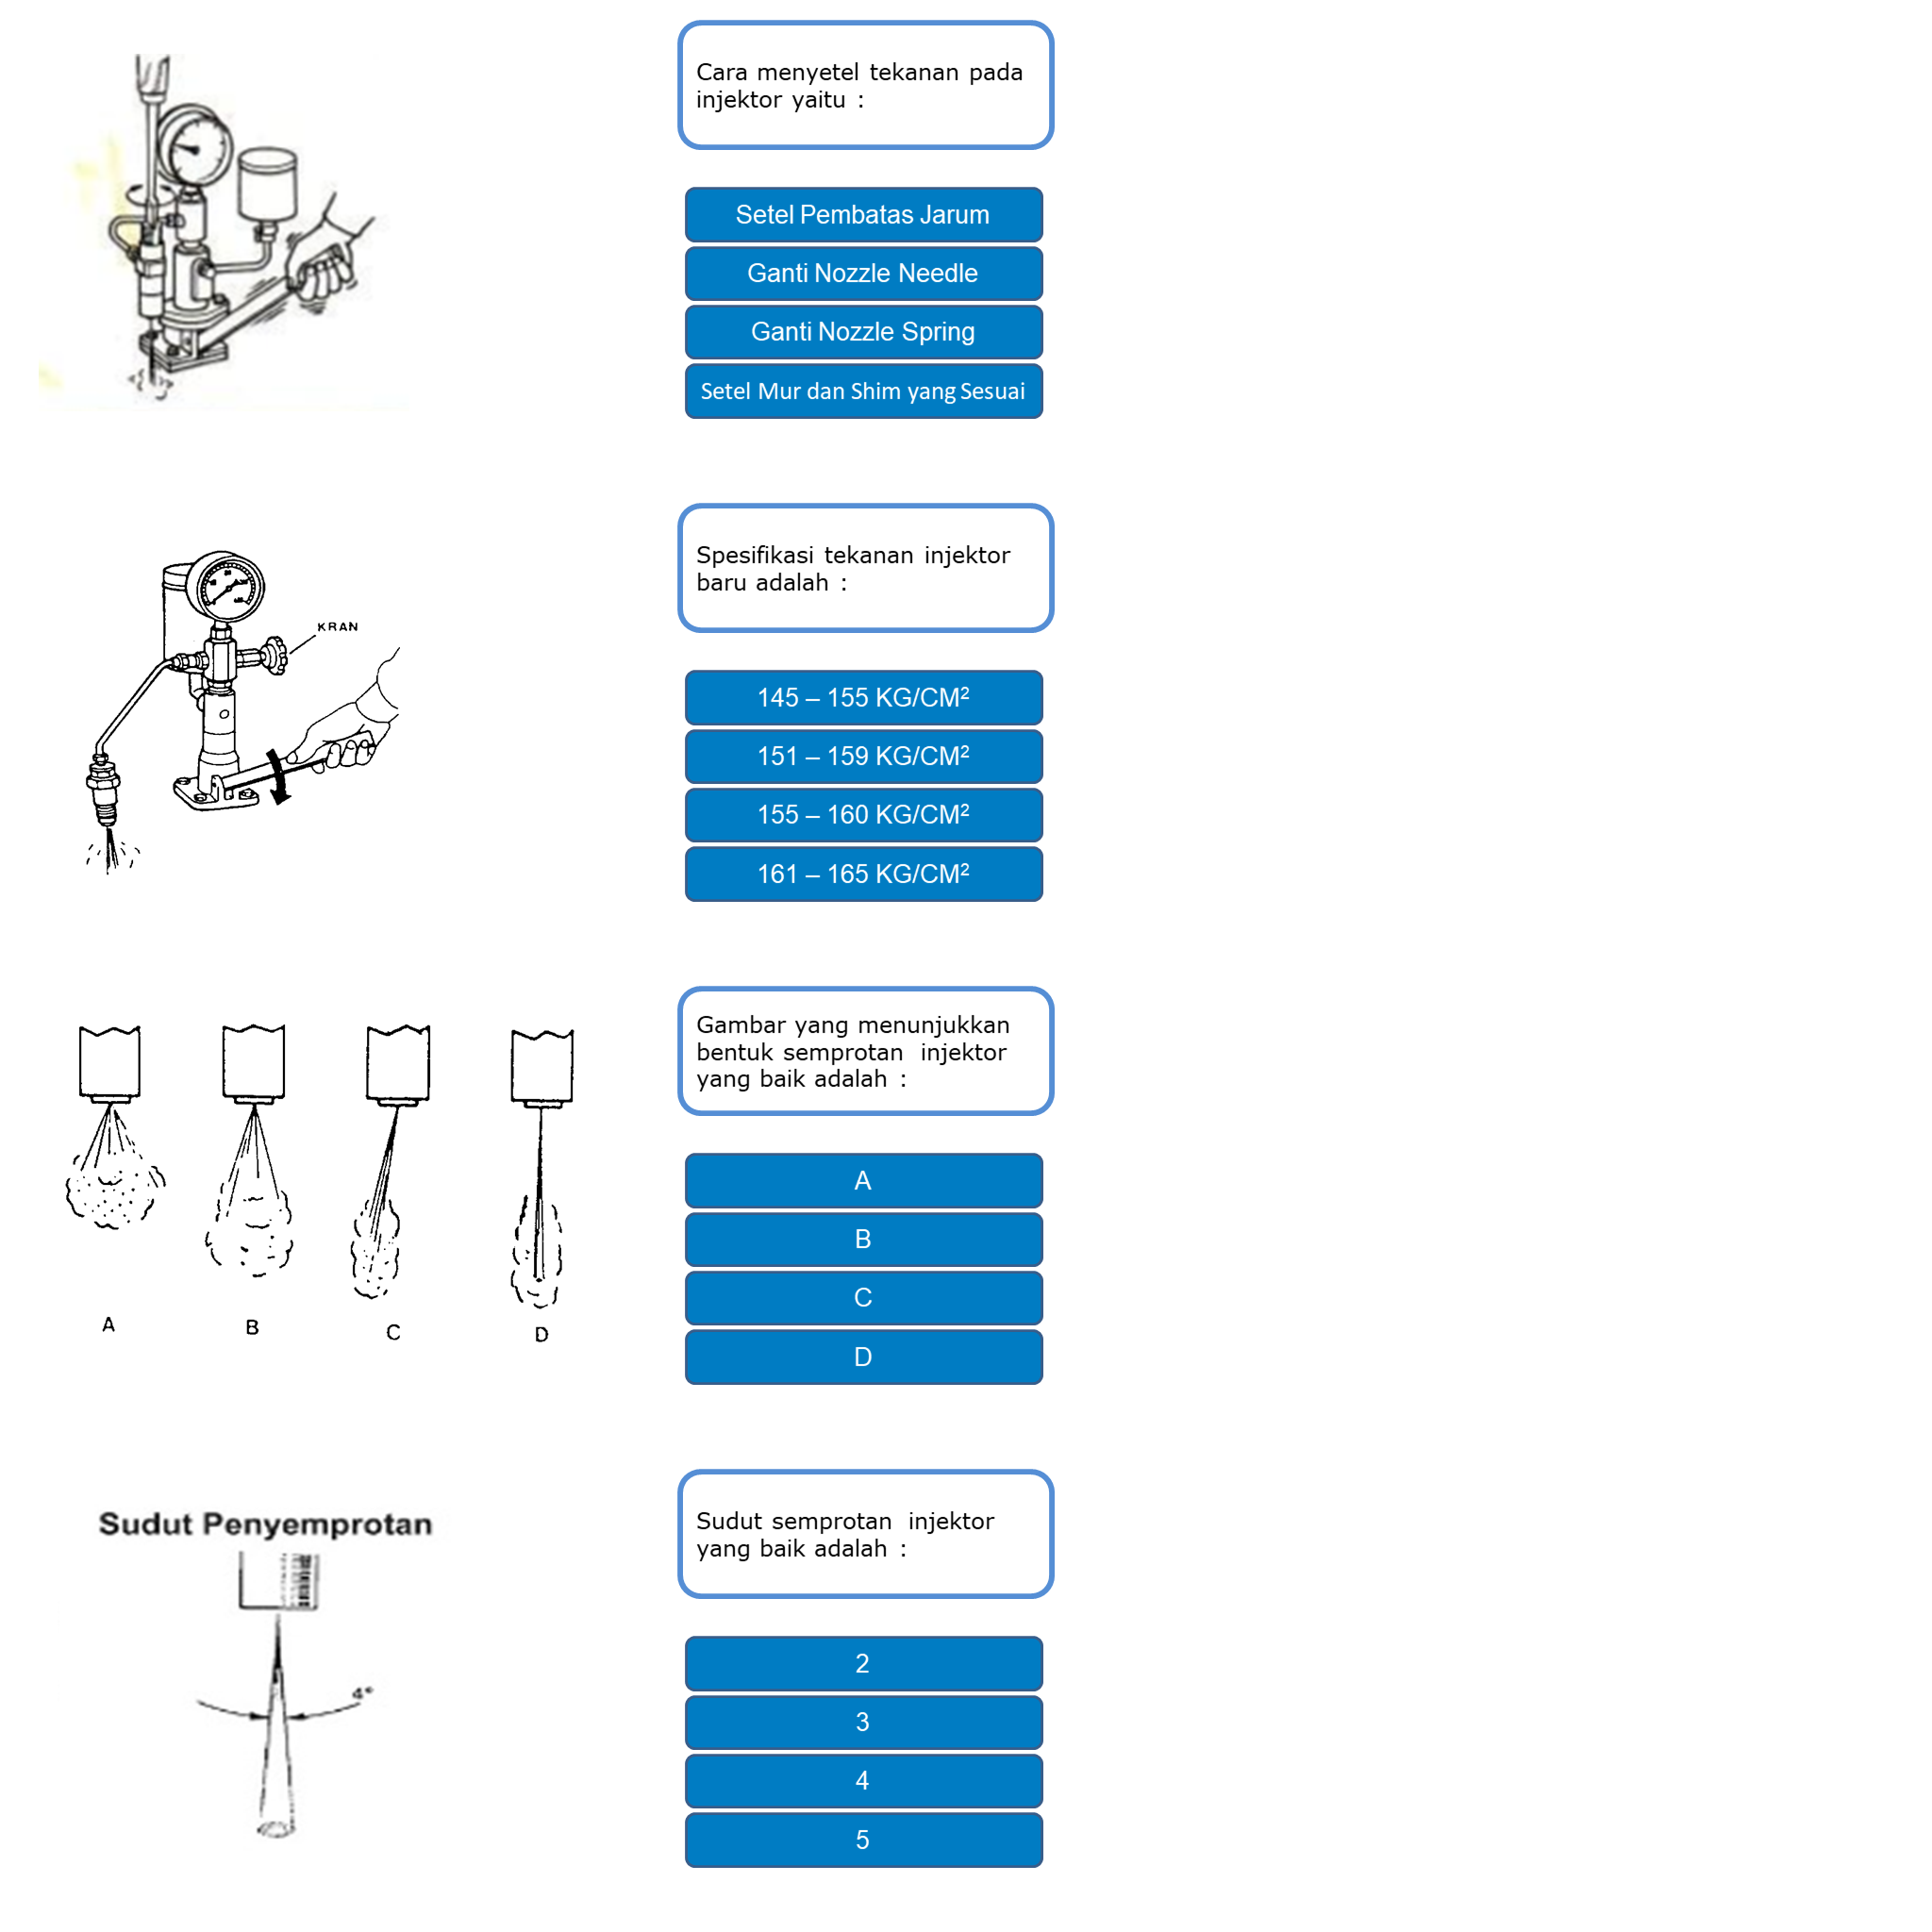 Cara menyetel tekanan pada
injektor yaitu :
Setel Pembatas Jarum
Ganti Nozzle Needle
Ganti Nozzle Spring
Setel Mur dan Shim yang Sesuai
KRAN
Spesifikasi tekanan injektor
baru adalah :
145 – 155 KG/CM²
151 – 159 KG/CM²
155 – 160 KG/CM²
161 – 165 KG/CM²
A
B
C
D
Gambar yang menunjukkan
bentuk semprotan injektor
yang baik adalah :
A
B
C
D
Sudut Penyemprotan
4°
Sudut semprotan injektor
yang baik adalah :
2
3
4
5